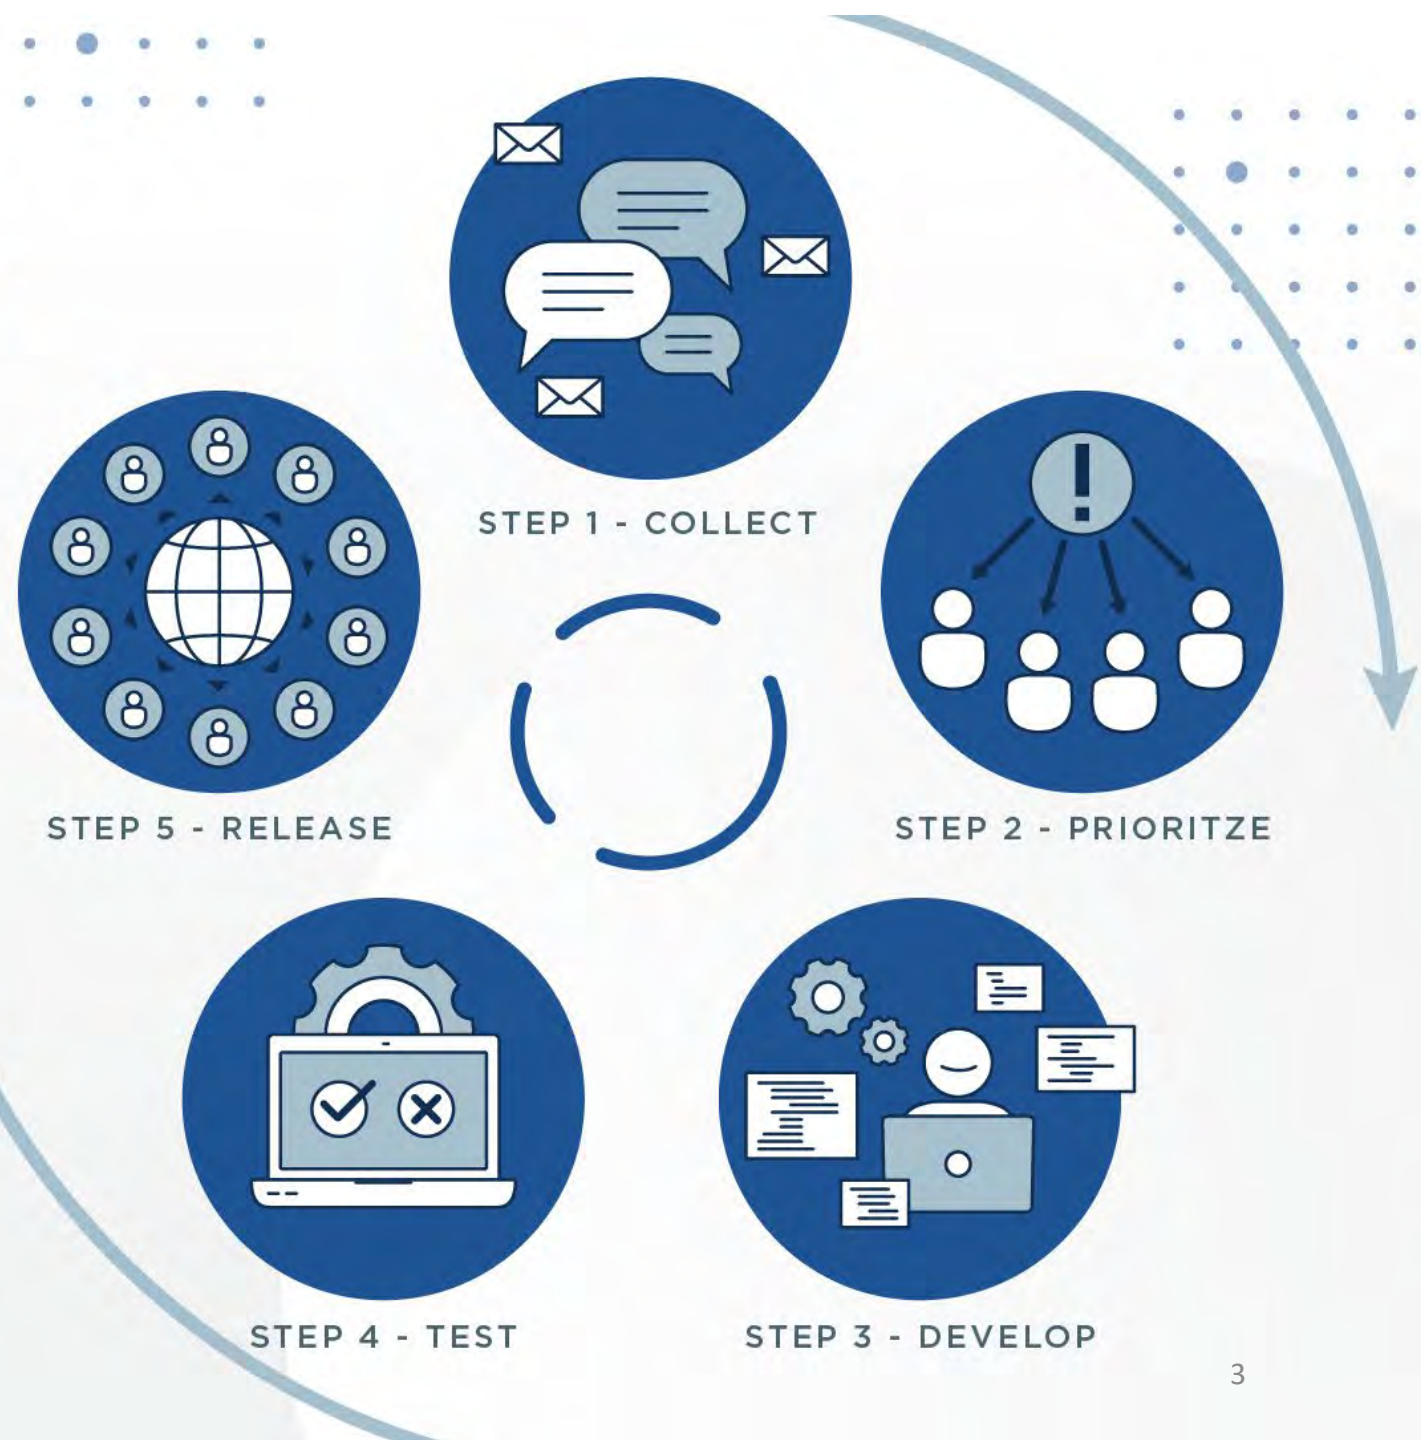 STEP 1 - COLLECT
STEP 2 - PRIORITZE
STEP 3 - DEVELOP
STEP 4 - TEST
STEP 5 - RELEASE
3